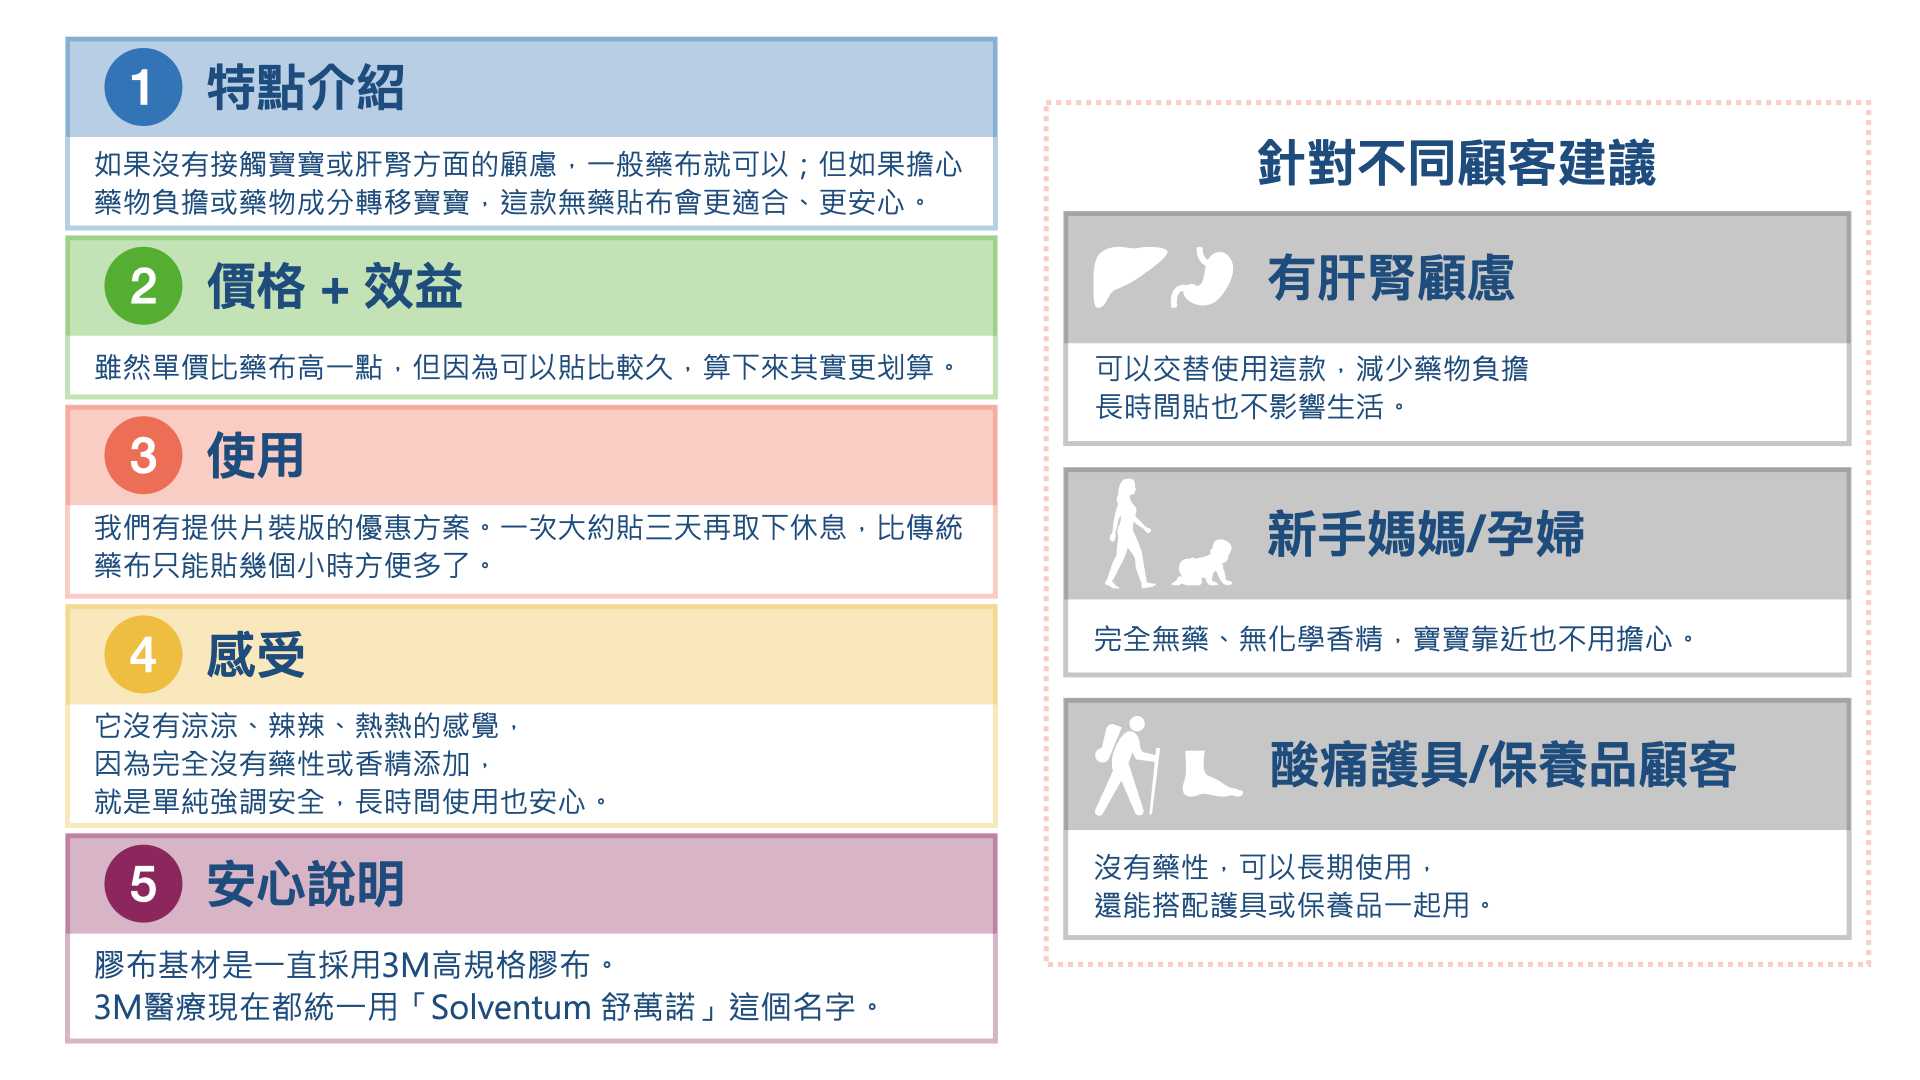 1 特點介紹
如果沒有接觸寶寶或肝腎方面的顧慮，一般藥布就可以；但如果擔心
藥物負擔或藥物成分轉移寶寶，這款無藥貼布會更適合、更安心。
2 價格 + 效益
雖然單價比藥布高一點，但因為可以貼比較久，算下來其實更划算。
3 使用
我們有提供片裝版的優惠方案。一次大約貼三天再取下休息，比傳統
藥布只能貼幾個小時方便多了。
4 感受
它沒有涼涼、辣辣、熱熱的感覺，
因為完全沒有藥性或香精添加，
就是單純強調安全，長時間使用也安心。
5 安心說明
膠布基材是一直採用3M高規格膠布。
3M醫療現在都統一用「Solventum 舒萬諾」這個名字。
針對不同顧客建議
有肝腎顧慮
可以交替使用這款，減少藥物負擔
長時間貼也不影響生活。
新手媽媽/孕婦
完全無藥、無化學香精，寶寶靠近也不用擔心。
酸痛護具/保養品顧客
沒有藥性，可以長期使用，
還能搭配護具或保養品一起用。